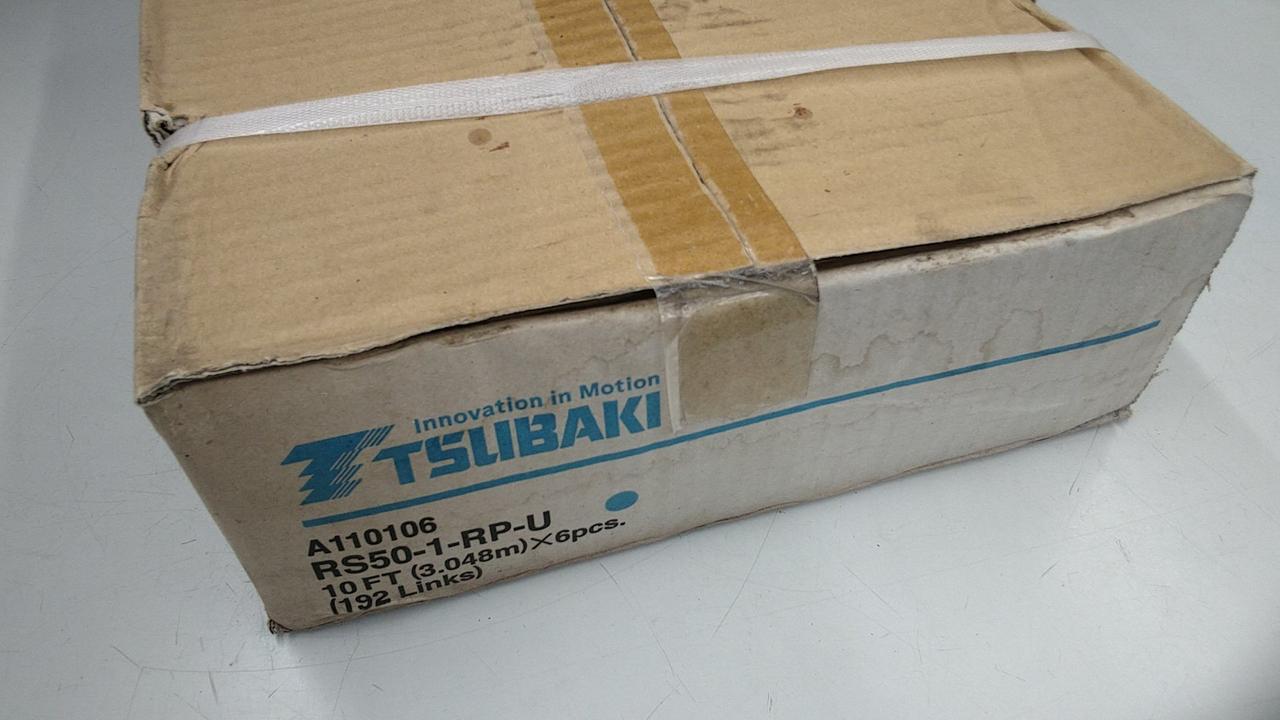 Innovation in Motion
TSUBAKI
A110106
RS50-1-RP-U
10 FT (3.048m)×6pcs.
(192 Links)